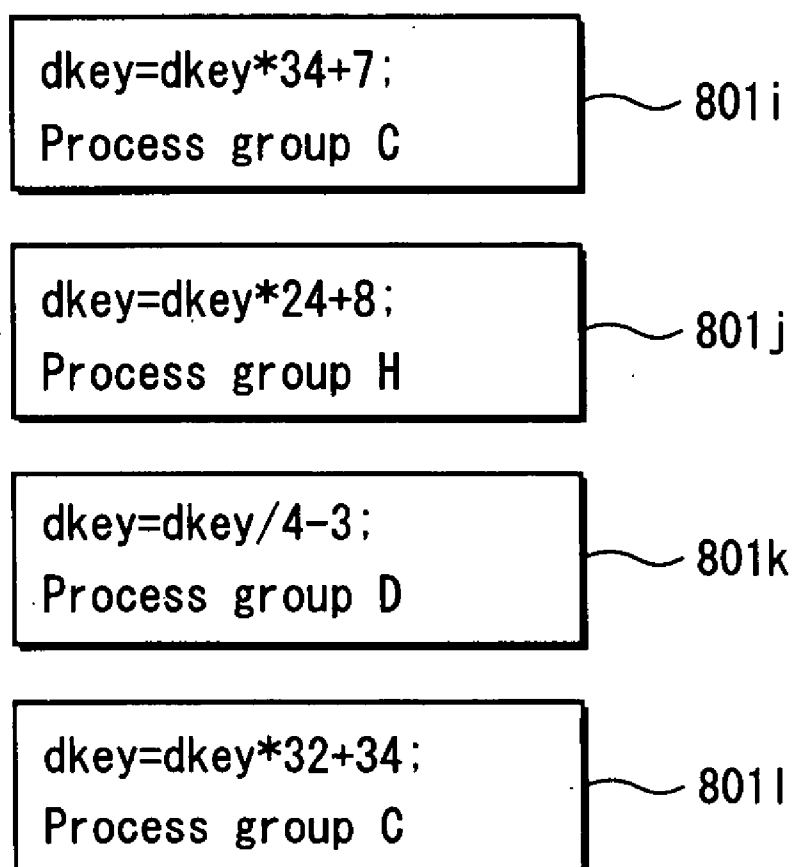 dkey=dkey*34+7;
Process group C
801i
dkey=dkey*24+8;
Process group H
801j
dkey=dkey/4-3;
Process group D
801k
dkey=dkey*32+34;
Process group C
801l